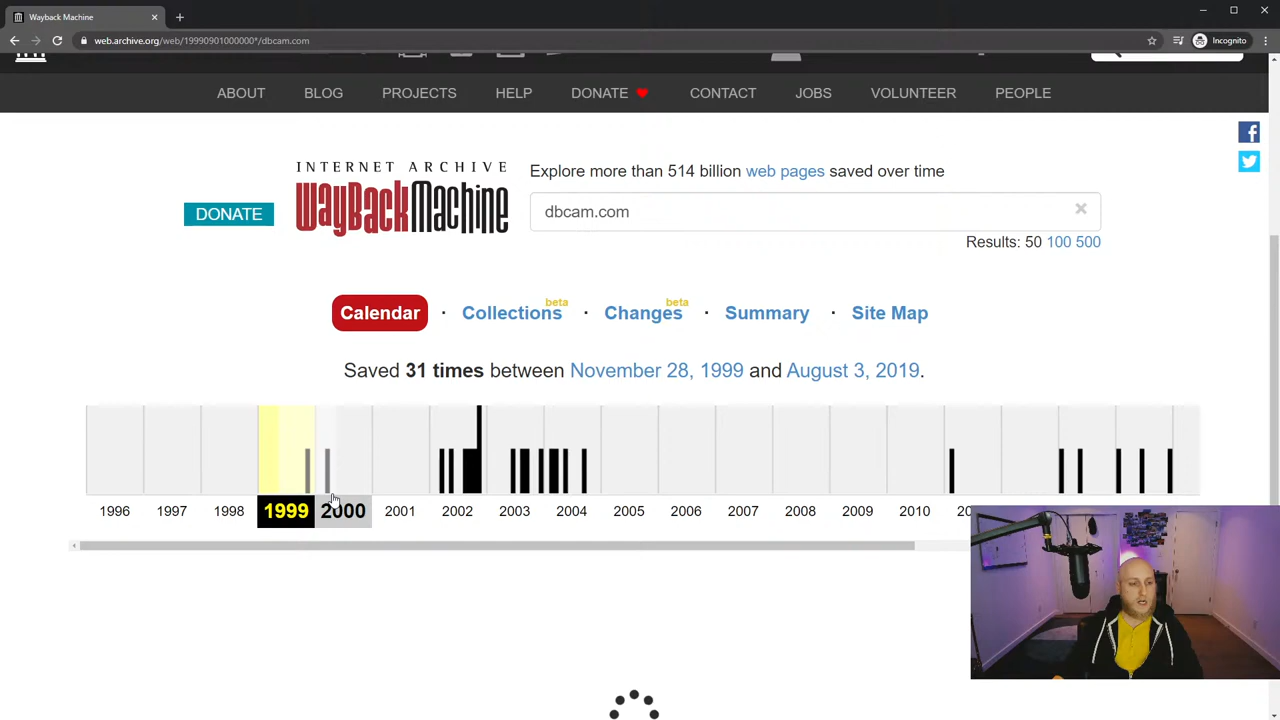 Wayback Machine
web.archive.org/web/19990901000000*/dbcam.com
Incognito
ABOUT BLOG PROJECTS HELP DONATE CONTACT JOBS VOLUNTEER PEOPLE
INTERNET ARCHIVE
WayBackMachine
DONATE
Explore more than 514 billion web pages saved over time
dbcam.com
Results: 50 100 500
Calendar · Collections beta · Changes beta · Summary · Site Map
Saved 31 times between November 28, 1999 and August 3, 2019.
1996 1997 1998 1999 2000 2001 2002 2003 2004 2005 2006 2007 2008 2009 2010